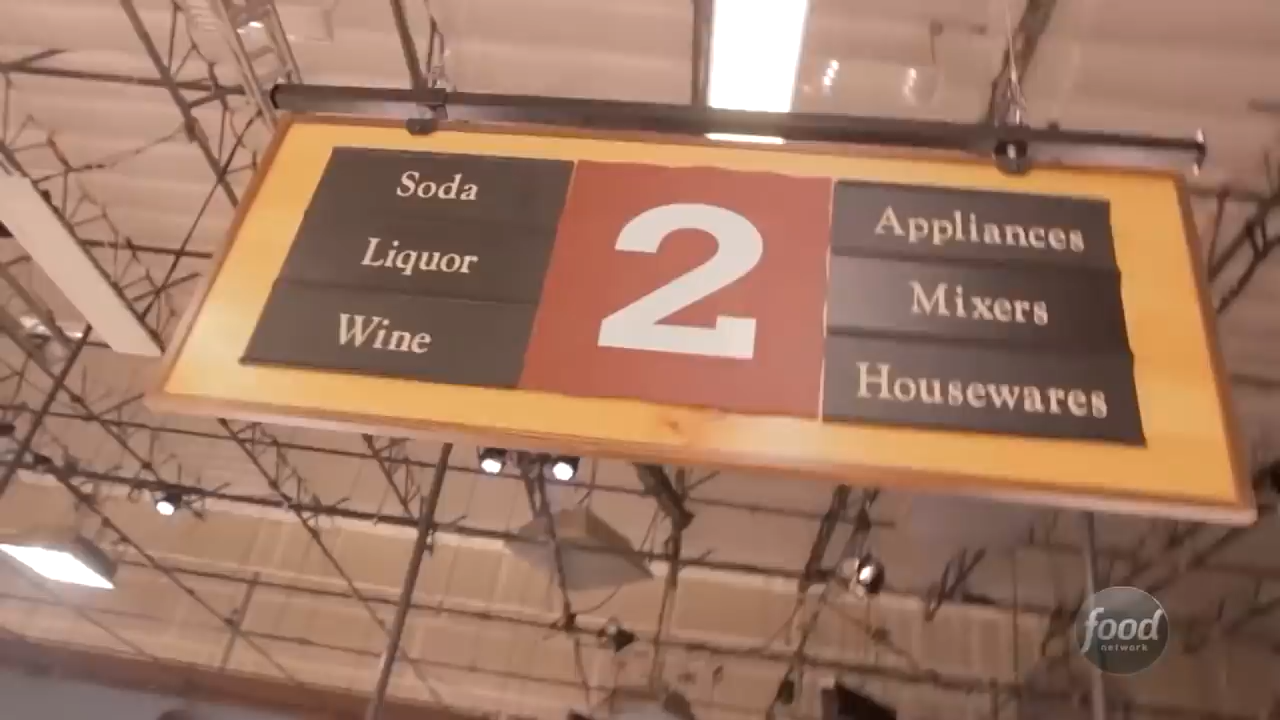 Soda
Liquor
Wine
2
Appliances
Mixers
Housewares
food
network